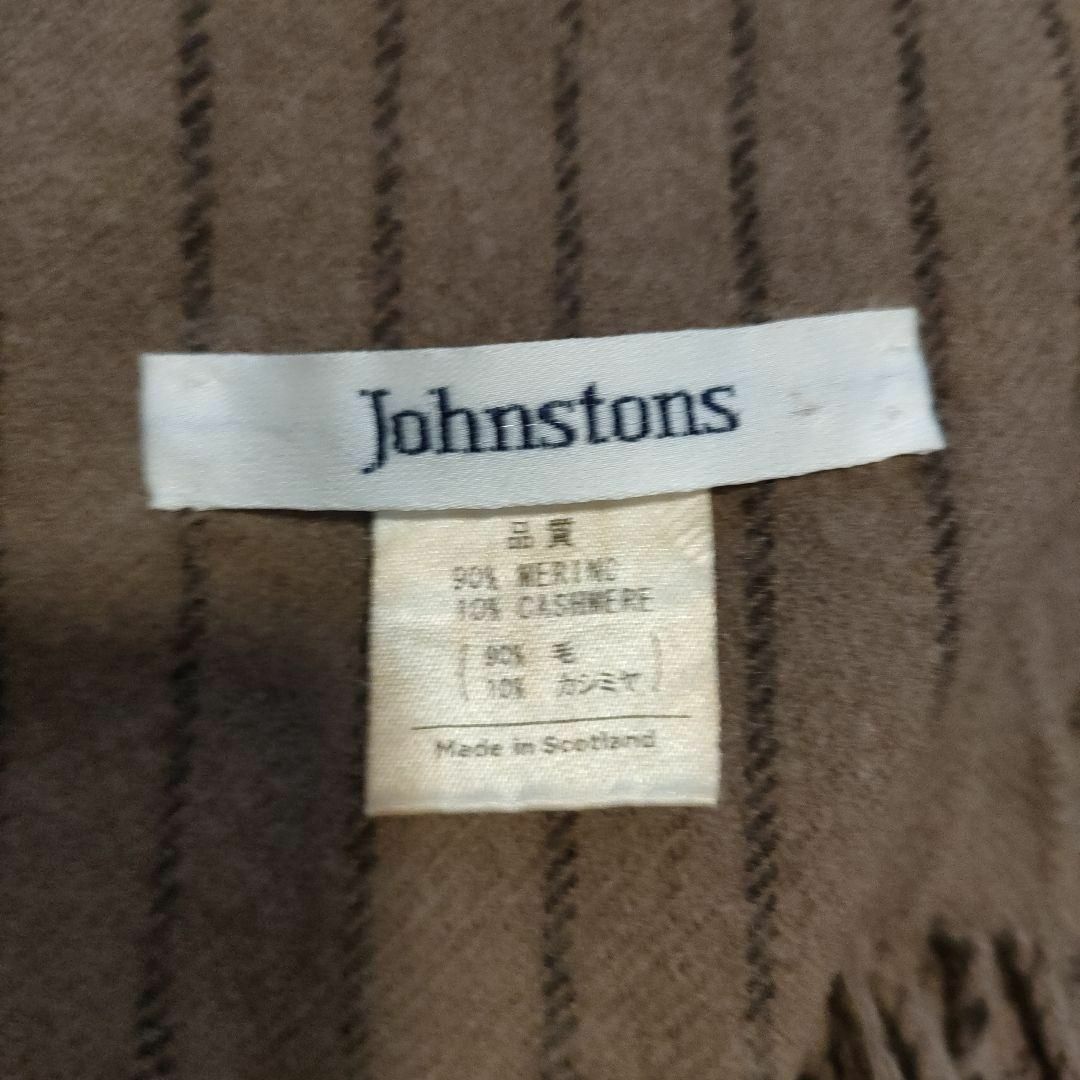 Johnstons
品質
90% MERINO
10% CASHMERE
( 90% 毛 )
( 10% カシミヤ )
Made in Scotland